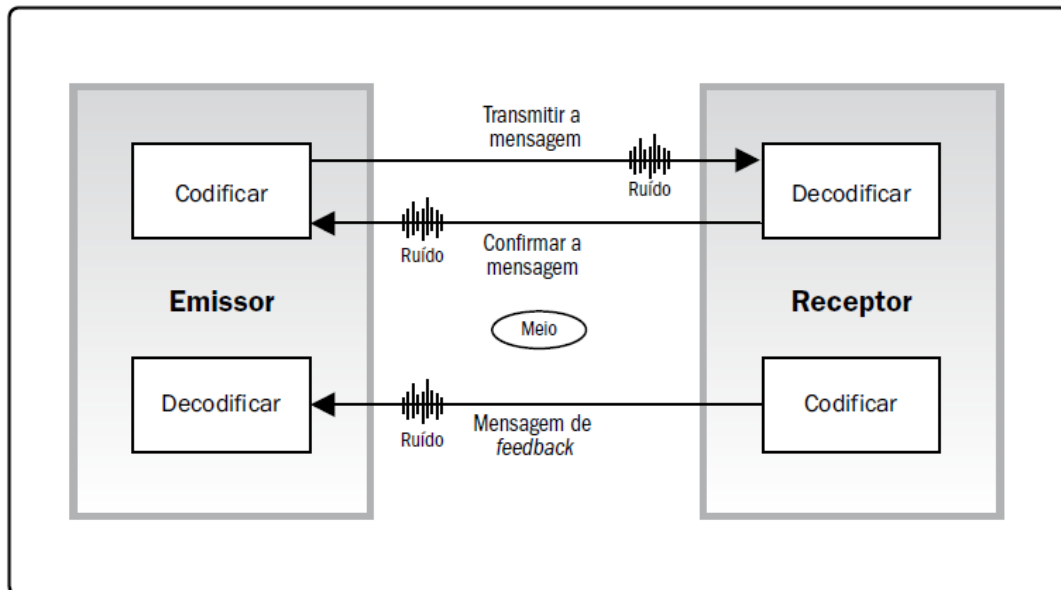 Transmitir a
mensagem
Codificar
Ruído
Decodificar
Ruído
Confirmar a
mensagem
Emissor
Receptor
Meio
Decodificar
Ruído
Mensagem de
feedback
Codificar